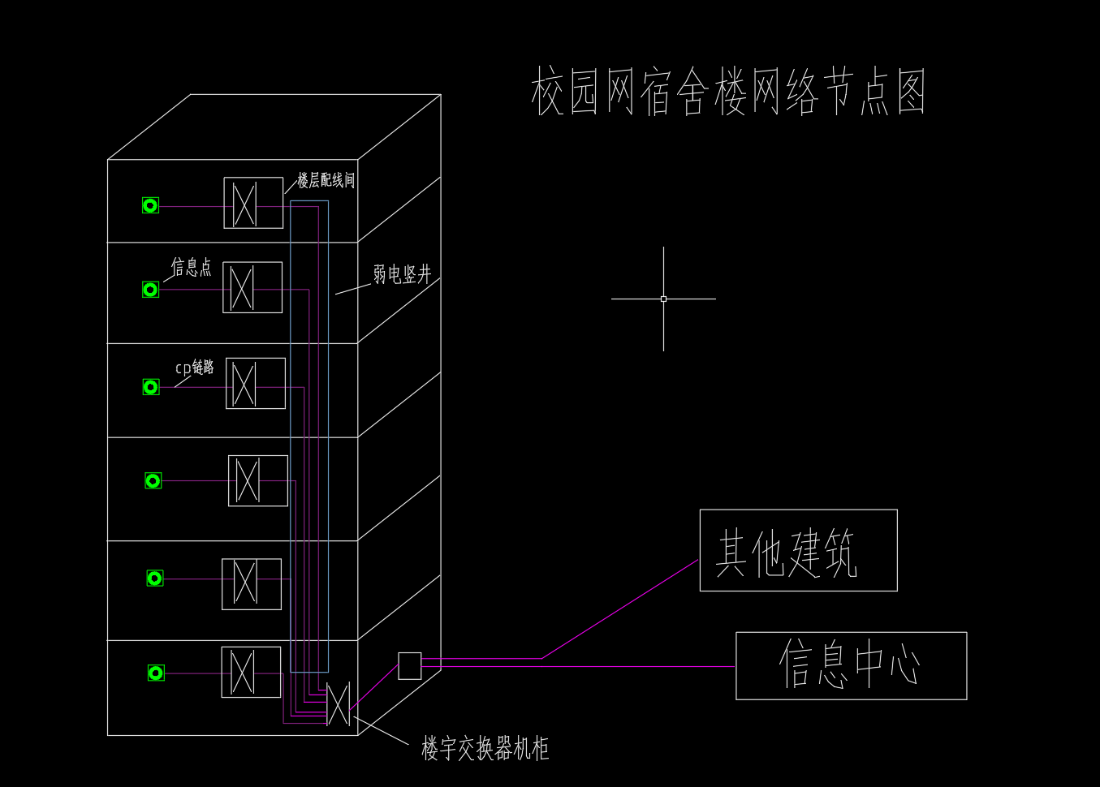 校园网宿舍楼网络节点图
楼层配线间
信息点
弱电竖井
cp链路
其他建筑
信息中心
楼宇交换器机柜